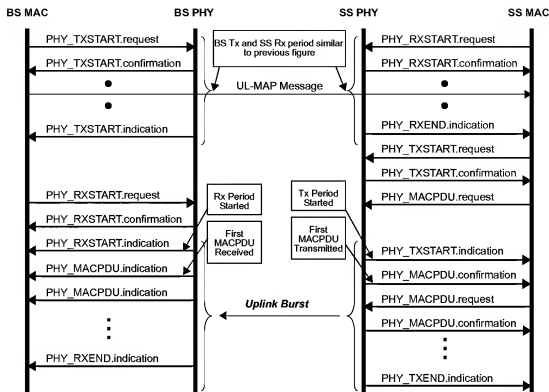 BS MAC BS PHY SS PHY SS MAC
PHY_TXSTART.request
PHY_TXSTART.confirmation
UL-MAP Message
PHY_TXSTART.indication
PHY_RXSTART.request
PHY_RXSTART.confirmation
PHY_RXSTART.indication
PHY_MACPDU.indication
PHY_MACPDU.indication
PHY_RXEND.indication
BS Tx and SS Rx period similar
to previous figure
Rx Period
Started
First
MACPDU
Received
Tx Period
Started
First
MACPDU
Transmitted
Uplink Burst
PHY_RXSTART.request
PHY_RXSTART.confirmation
PHY_RXEND.indication
PHY_TXSTART.request
PHY_TXSTART.confirmation
PHY_MACPDU.request
PHY_TXSTART.indication
PHY_MACPDU.confirmation
PHY_MACPDU.request
PHY_MACPDU.confirmation
PHY_TXEND.indication